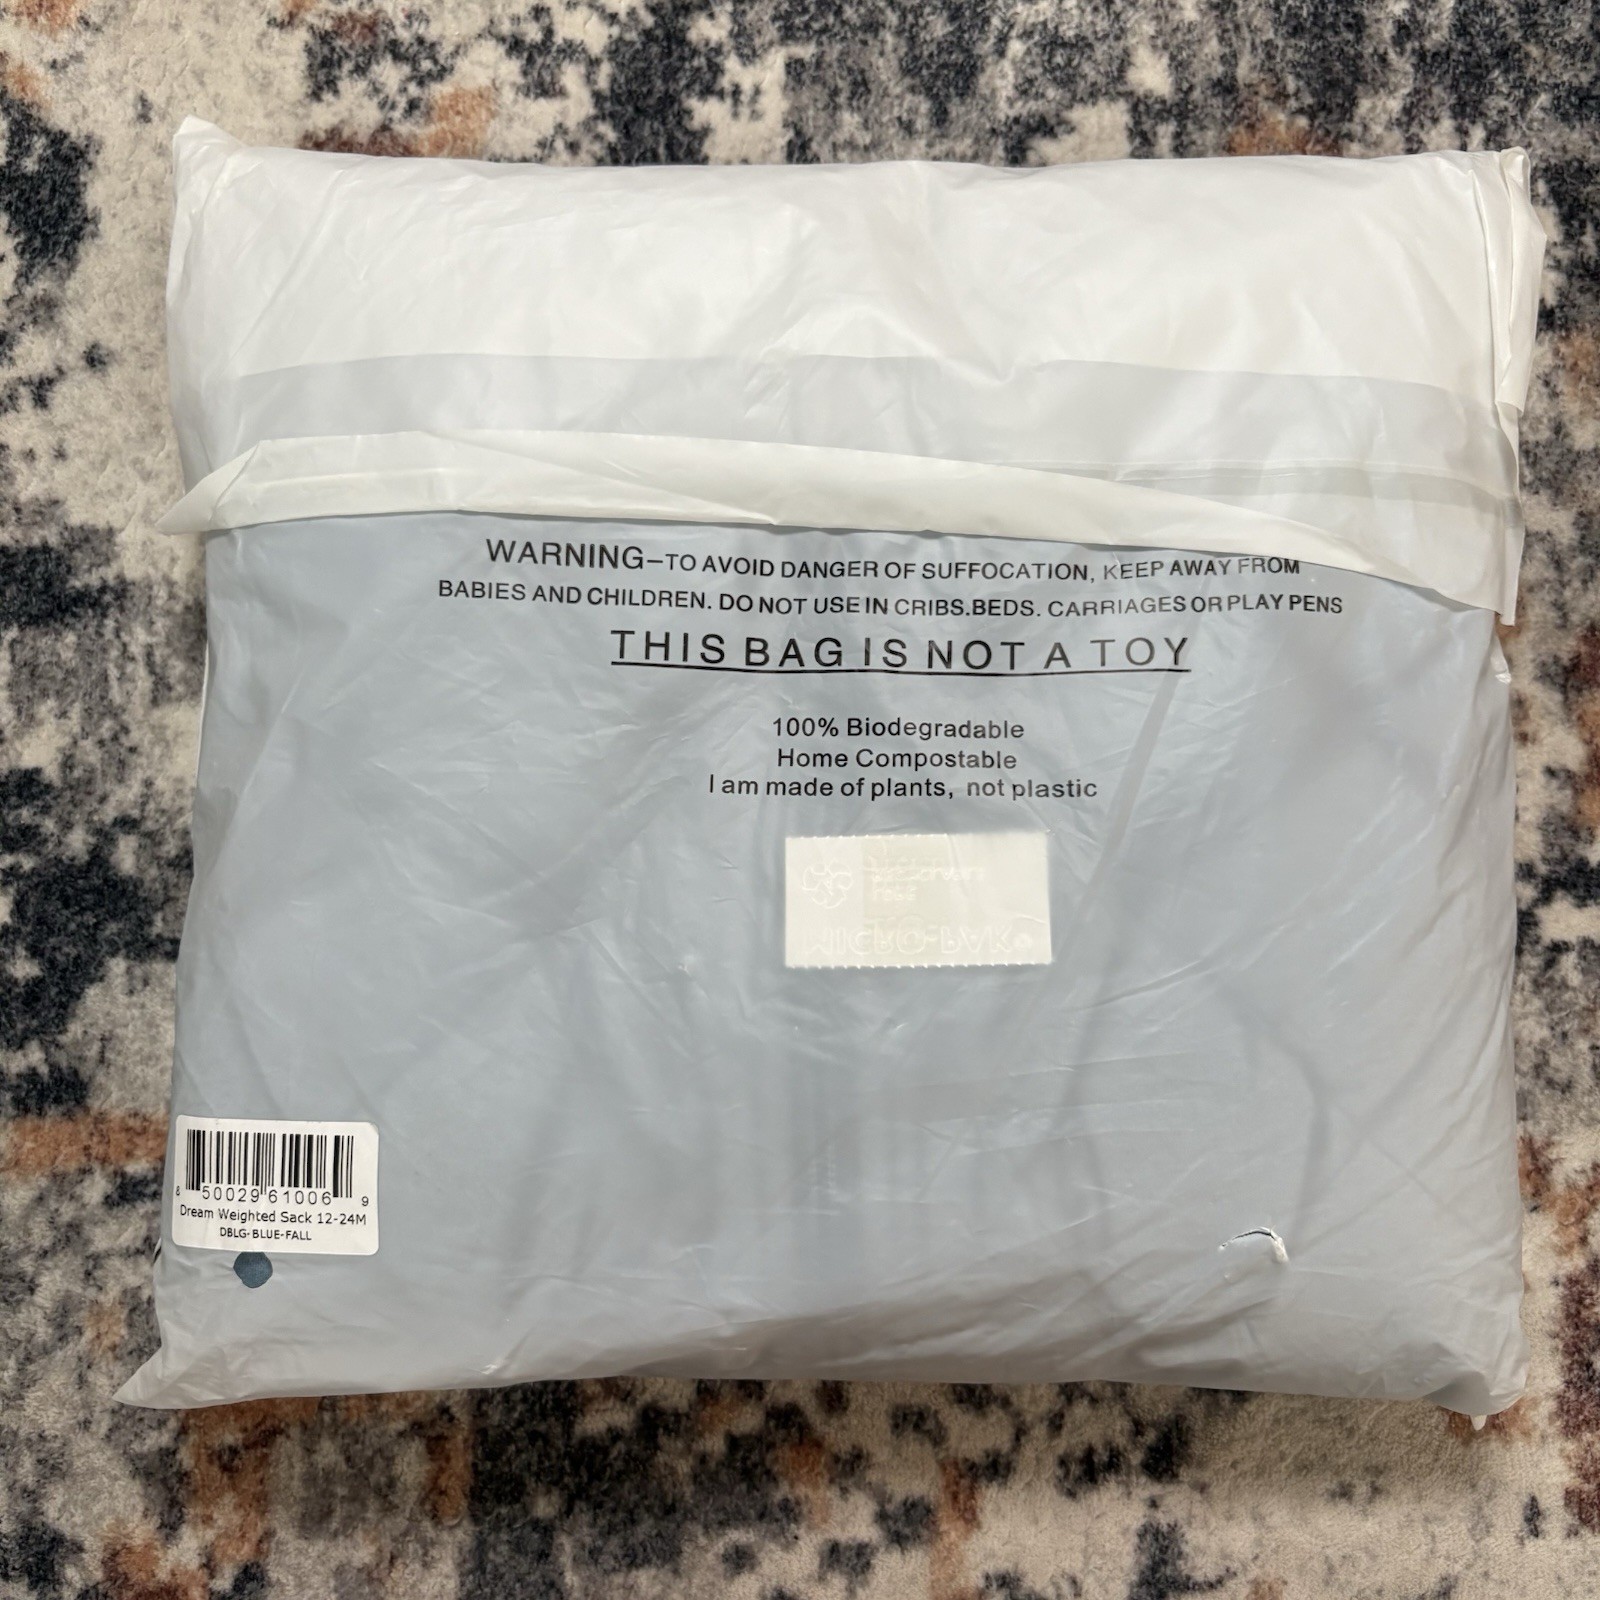 WARNING–TO AVOID DANGER OF SUFFOCATION, KEEP AWAY FROM
BABIES AND CHILDREN. DO NOT USE IN CRIBS.BEDS. CARRIAGES OR PLAY PENS
THIS BAG IS NOT A TOY
100% Biodegradable
Home Compostable
I am made of plants, not plastic
MICRO-PAK
8 50029 61006 9
Dream Weighted Sack 12-24M
DBLG-BLUE-FALL